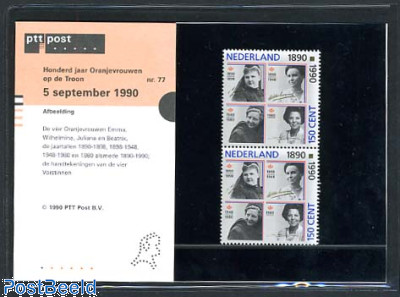 ptt post
Honderd jaar Oranjevrouwen
op de Troon nr. 77
5 september 1990
Afbeelding
De vier Oranjevrouwen Emma,
Wilhelmina, Juliana en Beatrix,
de jaartallen 1890-1898, 1898-1948,
1948-1980 en 1980 alsmede 1890-1990;
de handtekeningen van de vier
Vorstinnen
© 1990 PTT Post B.V.
NEDERLAND 1890
1990
150 CENT
NEDERLAND 1890
1990
150 CENT
PostBeeld